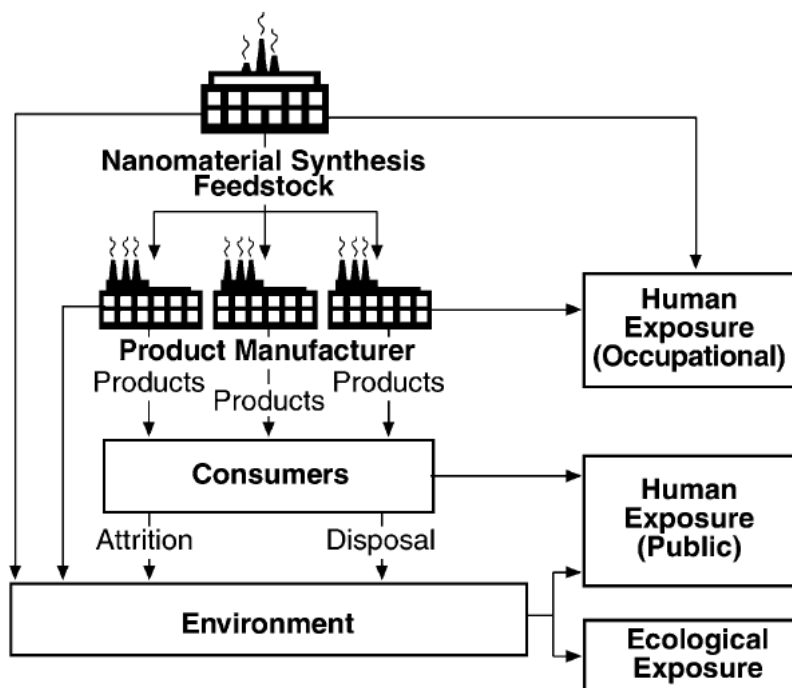 Nanomaterial Synthesis
Feedstock
Product Manufacturer
Products
Products
Products
Human
Exposure
(Occupational)
Consumers
Human
Exposure
(Public)
Attrition
Disposal
Environment
Ecological
Exposure